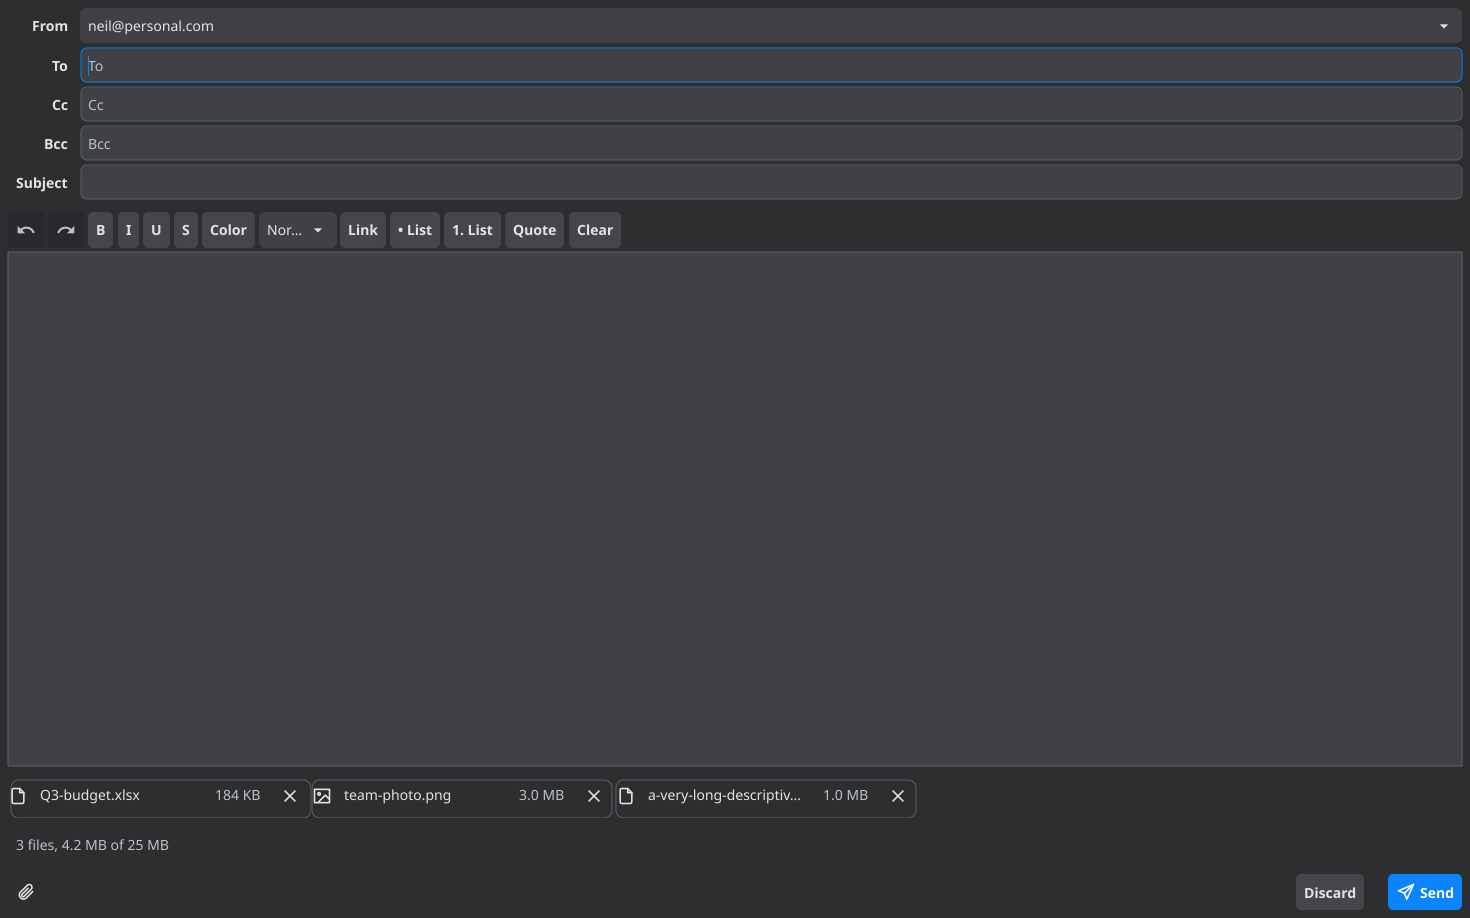 From neil@personal.com
To To
Cc Cc
Bcc Bcc
Subject
B I U S Color Nor... Link • List 1. List Quote Clear
Q3-budget.xlsx 184 KB team-photo.png 3.0 MB a-very-long-descriptiv... 1.0 MB
3 files, 4.2 MB of 25 MB
Discard Send